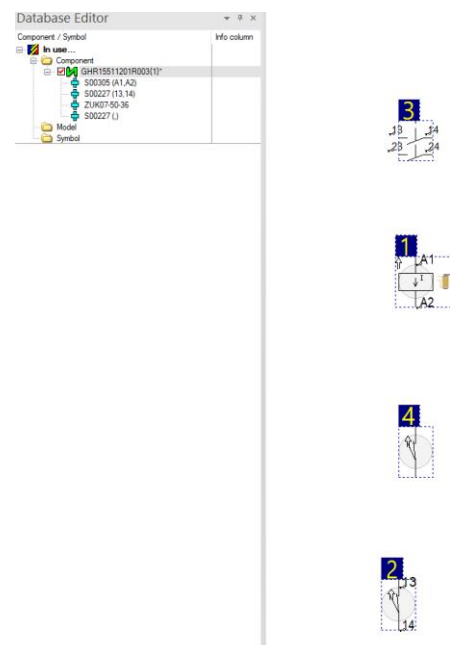 Database Editor
Component / Symbol Info column
In use...
Component
GHR15511201R003(1)*
S00305 (A1,A2)
S00227 (13,14)
ZUK07-50-36
S00227 (,)
Model
Symbol
3
13 14
23 24
1
A1
I
A2
4
2
13
14